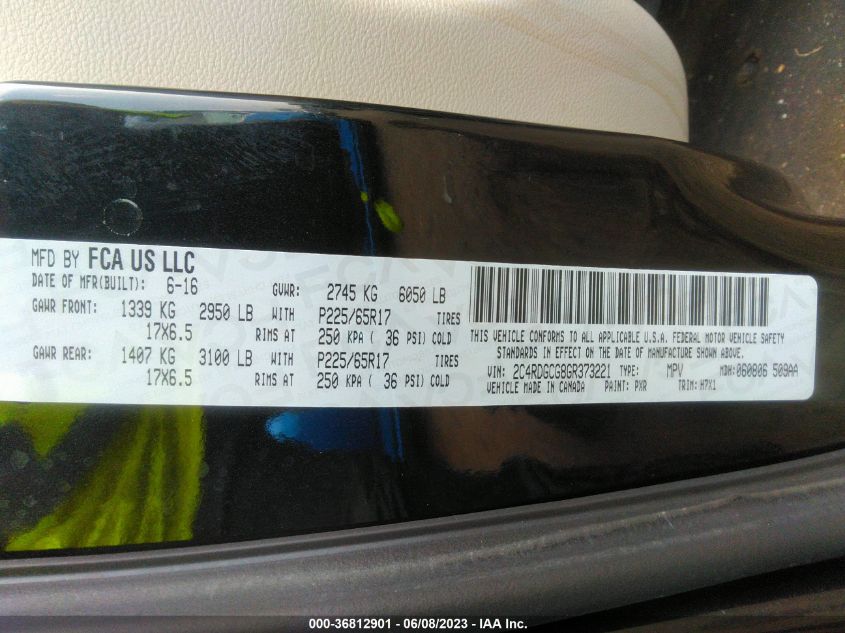 MFD BY FCA US LLC
DATE OF MFR(BUILT): 6-16 GVWR: 2745 KG 6050 LB
GAWR FRONT: 1339 KG 2950 LB WITH P225/65R17 TIRES
17X6.5 RIMS AT 250 KPA ( 36 PSI) COLD
GAWR REAR: 1407 KG 3100 LB WITH P225/65R17 TIRES
17X6.5 RIMS AT 250 KPA ( 36 PSI) COLD
THIS VEHICLE CONFORMS TO ALL APPLICABLE U.S.A. FEDERAL MOTOR VEHICLE SAFETY
STANDARDS IN EFFECT ON THE DATE OF MANUFACTURE SHOWN ABOVE.
VIN: 2C4RDGCG8GR373221 TYPE: MPV MDH: 060806 509AA
VEHICLE MADE IN CANADA PAINT: PXR TRIM: H7X1
000-36812901 - 06/08/2023 - IAA Inc.